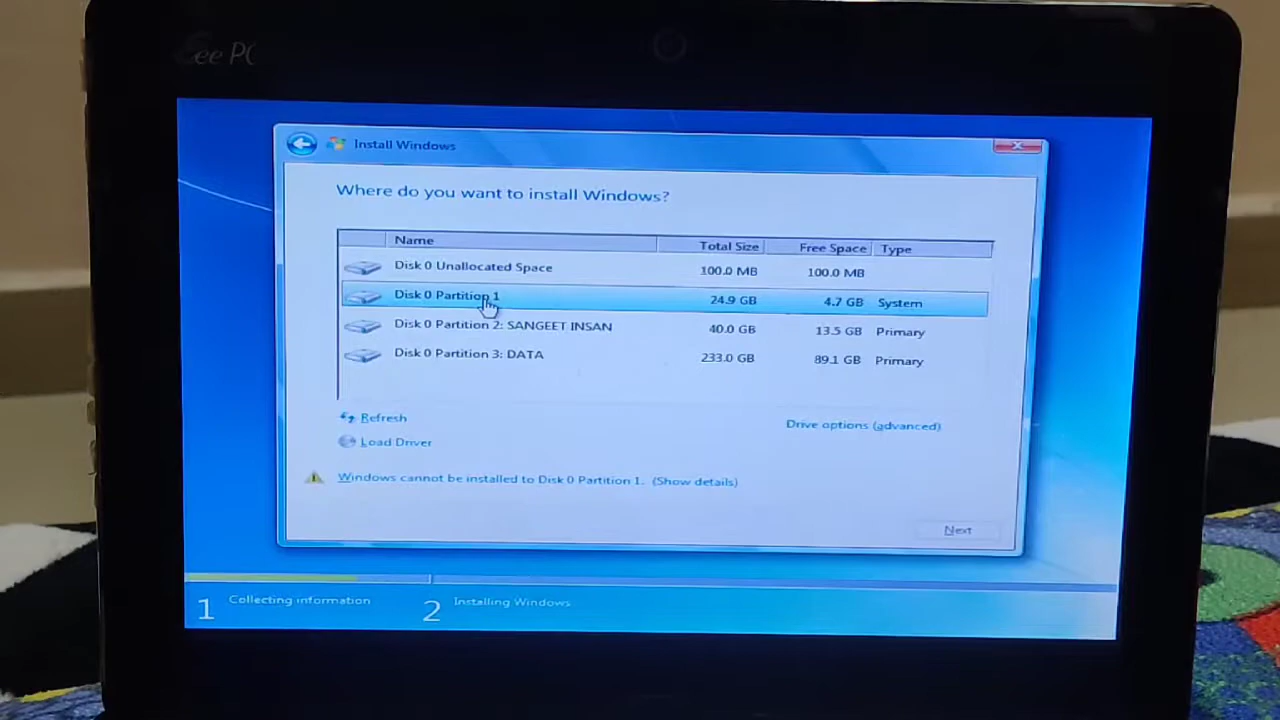 Eee PC
Install Windows
Where do you want to install Windows?
Name Total Size Free Space Type
Disk 0 Unallocated Space 100.0 MB 100.0 MB
Disk 0 Partition 1 24.9 GB 4.7 GB System
Disk 0 Partition 2: SANGEET INSAN 40.0 GB 13.5 GB Primary
Disk 0 Partition 3: DATA 233.0 GB 89.1 GB Primary
Refresh
Drive options (advanced)
Load Driver
Windows cannot be installed to Disk 0 Partition 1. (Show details)
Next
1 Collecting information 2 Installing Windows